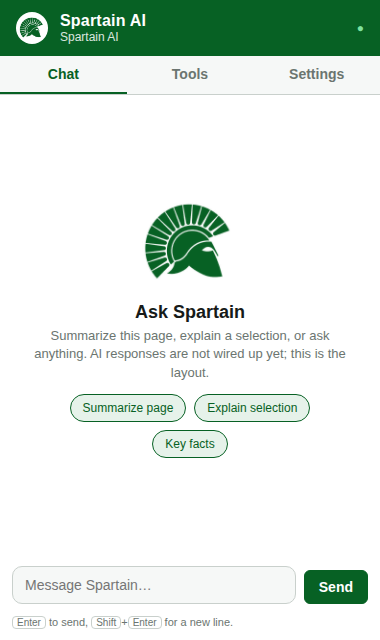 Spartain AI
Spartain AI
Chat
Tools
Settings
Ask Spartain
Summarize this page, explain a selection, or ask
anything. AI responses are not wired up yet; this is the
layout.
Summarize page
Explain selection
Key facts
Message Spartain…
Send
Enter to send, Shift+Enter for a new line.